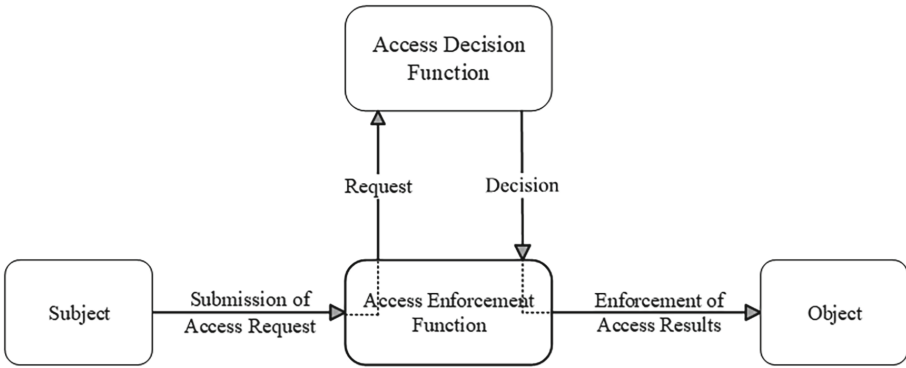 Access Decision
Function
Request
Decision
Subject
Submission of
Access Request
Access Enforcement
Function
Enforcement of
Access Results
Object